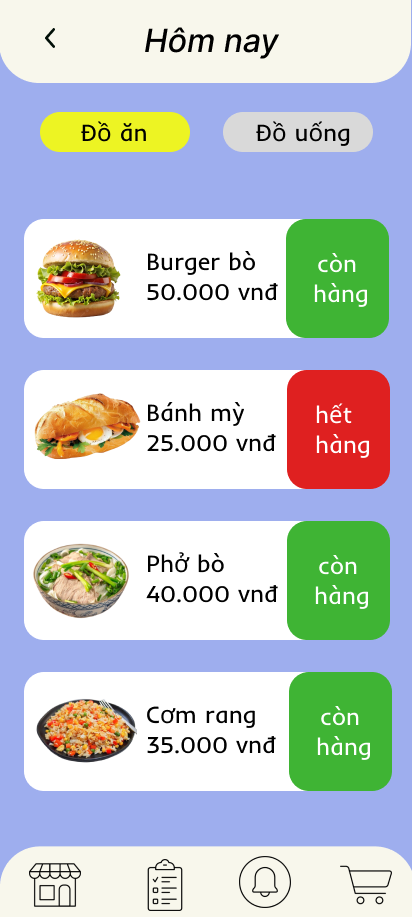 Hôm nay
Đồ ăn
Đồ uống
Burger bò
50.000 vnđ
còn
hàng
Bánh mỳ
25.000 vnđ
hết
hàng
Phở bò
40.000 vnđ
còn
hàng
Cơm rang
35.000 vnđ
còn
hàng